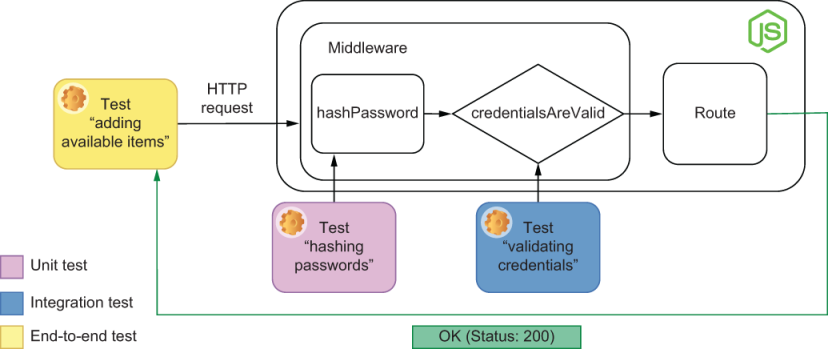 JS
Middleware
HTTP
request
Test
“adding
available items”
hashPassword
credentialsAreValid
Route
Test
“hashing
passwords”
Test
“validating
credentials”
Unit test
Integration test
End-to-end test
OK (Status: 200)